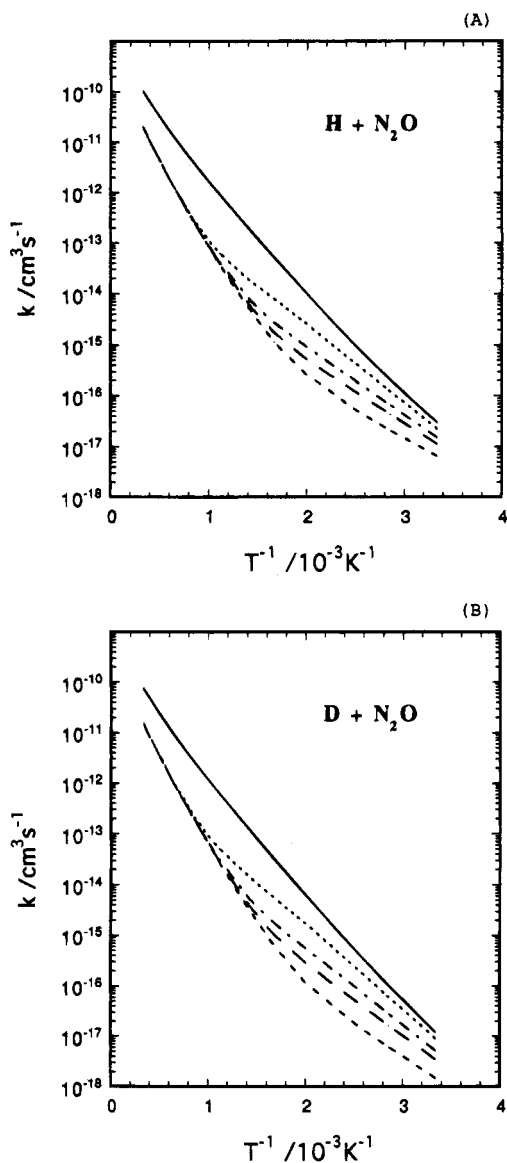 (A)
H + N₂O
k /cm³s⁻¹
10⁻¹⁰
10⁻¹¹
10⁻¹²
10⁻¹³
10⁻¹⁴
10⁻¹⁵
10⁻¹⁶
10⁻¹⁷
10⁻¹⁸
0 1 2 3 4
T⁻¹ /10⁻³K⁻¹
(B)
D + N₂O
k /cm³s⁻¹
10⁻¹⁰
10⁻¹¹
10⁻¹²
10⁻¹³
10⁻¹⁴
10⁻¹⁵
10⁻¹⁶
10⁻¹⁷
10⁻¹⁸
0 1 2 3 4
T⁻¹ /10⁻³K⁻¹